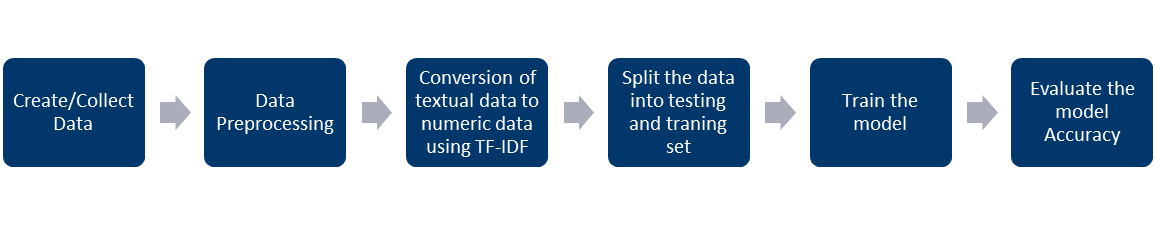 Create/Collect
Data
Data
Preprocessing
Conversion of
textual data to
numeric data
using TF-IDF
Split the data
into testing
and traning
set
Train the
model
Evaluate the
model
Accuracy